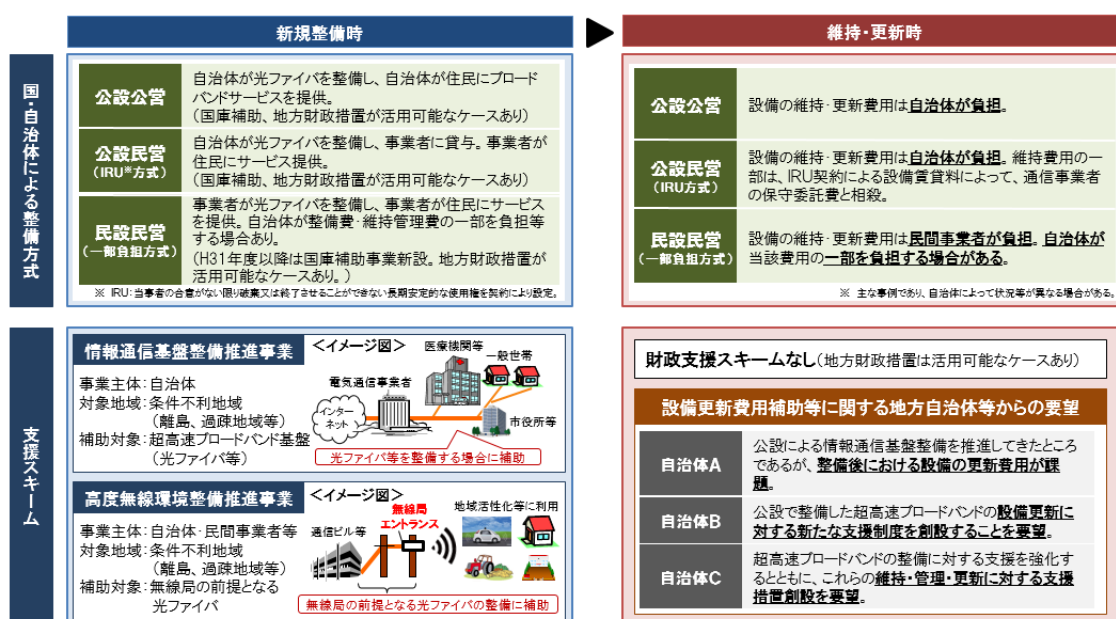 新規整備時
維持・更新時
国・自治体による整備方式
公設公営
自治体が光ファイバを整備し、自治体が住民にブロード
バンドサービスを提供。
(国庫補助、地方財政措置が活用可能なケースあり)
公設民営
(IRU※方式)
自治体が光ファイバを整備し、事業者に貸与。事業者が
住民にサービス提供。
(国庫補助、地方財政措置が活用可能なケースあり)
民設民営
(一部負担方式)
事業者が光ファイバを整備し、事業者が住民にサービス
を提供。自治体が整備費・維持管理費の一部を負担等
する場合あり。
(H31年度以降は国庫補助事業新設。地方財政措置が
活用可能なケースあり。)
※ IRU:当事者の合意がない限り破棄又は終了させることができない長期安定的な使用権を契約により設定。
公設公営
設備の維持・更新費用は自治体が負担。
公設民営
(IRU方式)
設備の維持・更新費用は自治体が負担。維持費用の一
部は、IRU契約による設備賃貸料によって、通信事業者
の保守委託費と相殺。
民設民営
(一部負担方式)
設備の維持・更新費用は民間事業者が負担。自治体が
当該費用の一部を負担する場合がある。
※ 主な事例であり、自治体によって状況等が異なる場合がある。
支援スキーム
情報通信基盤整備推進事業
事業主体:自治体
対象地域:条件不利地域
(離島、過疎地域等)
補助対象:超高速ブロードバンド基盤
(光ファイバ等)
<イメージ図>
医療機関等
一般世帯
電気通信事業者
インター
ネット
市役所等
光ファイバ等を整備する場合に補助
高度無線環境整備推進事業
事業主体:自治体・民間事業者等
対象地域:条件不利地域
(離島、過疎地域等)
補助対象:無線局の前提となる
光ファイバ
<イメージ図>
無線局
エントランス
地域活性化等に利用
通信ビル等
無線局の前提となる光ファイバの整備に補助
財政支援スキームなし(地方財政措置は活用可能なケースあり)
設備更新費用補助等に関する地方自治体等からの要望
自治体A
公設による情報通信基盤整備を推進してきたところ
であるが、整備後における設備の更新費用が課
題。
自治体B
公設で整備した超高速ブロードバンドの設備更新に
対する新たな支援制度を創設することを要望。
自治体C
超高速ブロードバンドの整備に対する支援を強化す
るとともに、これらの維持・管理・更新に対する支援
措置創設を要望。